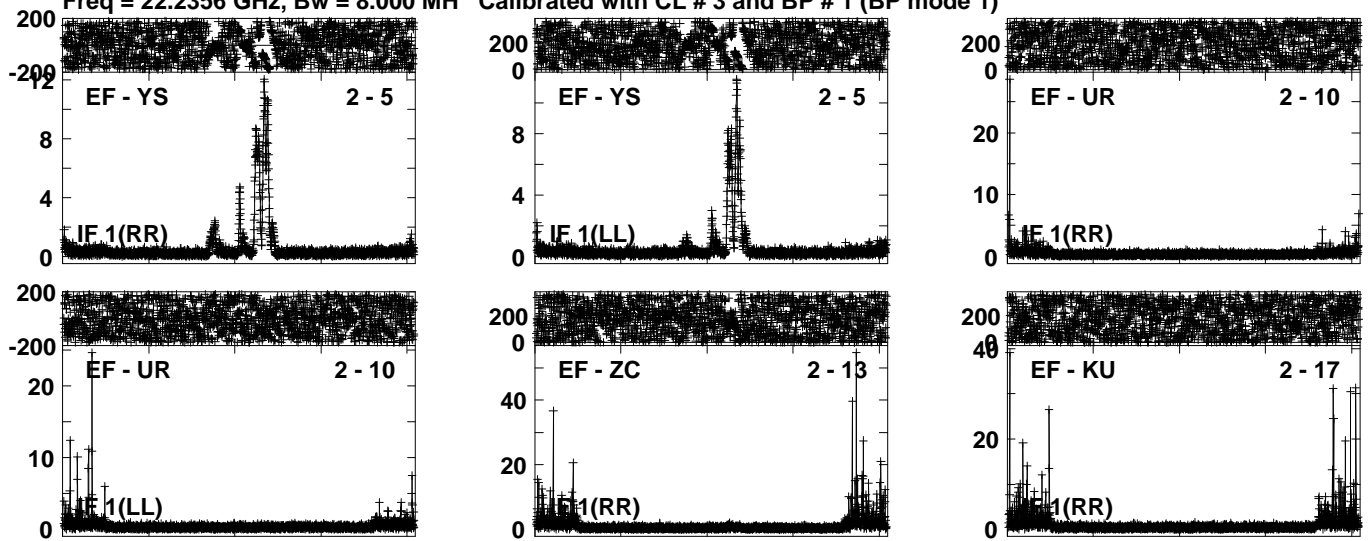 Freq = 22.2356 GHz, Bw = 8.000 MH Calibrated with CL # 3 and BP # 1 (BP mode 1)
200
-200
12
8
4
0
EF - YS 2 - 5
IF 1(RR)
200
0
8
4
0
EF - YS 2 - 5
IF 1(LL)
200
0
20
10
0
EF - UR 2 - 10
IF 1(RR)
200
-200
20
10
0
EF - UR 2 - 10
IF 1(LL)
200
0
40
20
0
EF - ZC 2 - 13
IF 1(RR)
200
0
40
20
0
EF - KU 2 - 17
IF 1(RR)